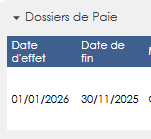 Dossiers de Paie
Date d'effet
Date de fin
01/01/2026 30/11/2025